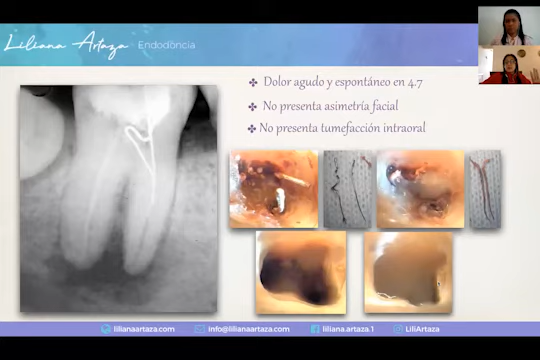 Liliana Artaza Endodoncia
✤ Dolor agudo y espontáneo en 4.7
✤ No presenta asimetría facial
✤ No presenta tumefacción intraoral
lilianaartaza.com info@lilianaartaza.com liliana.artaza.1 LiliArtaza